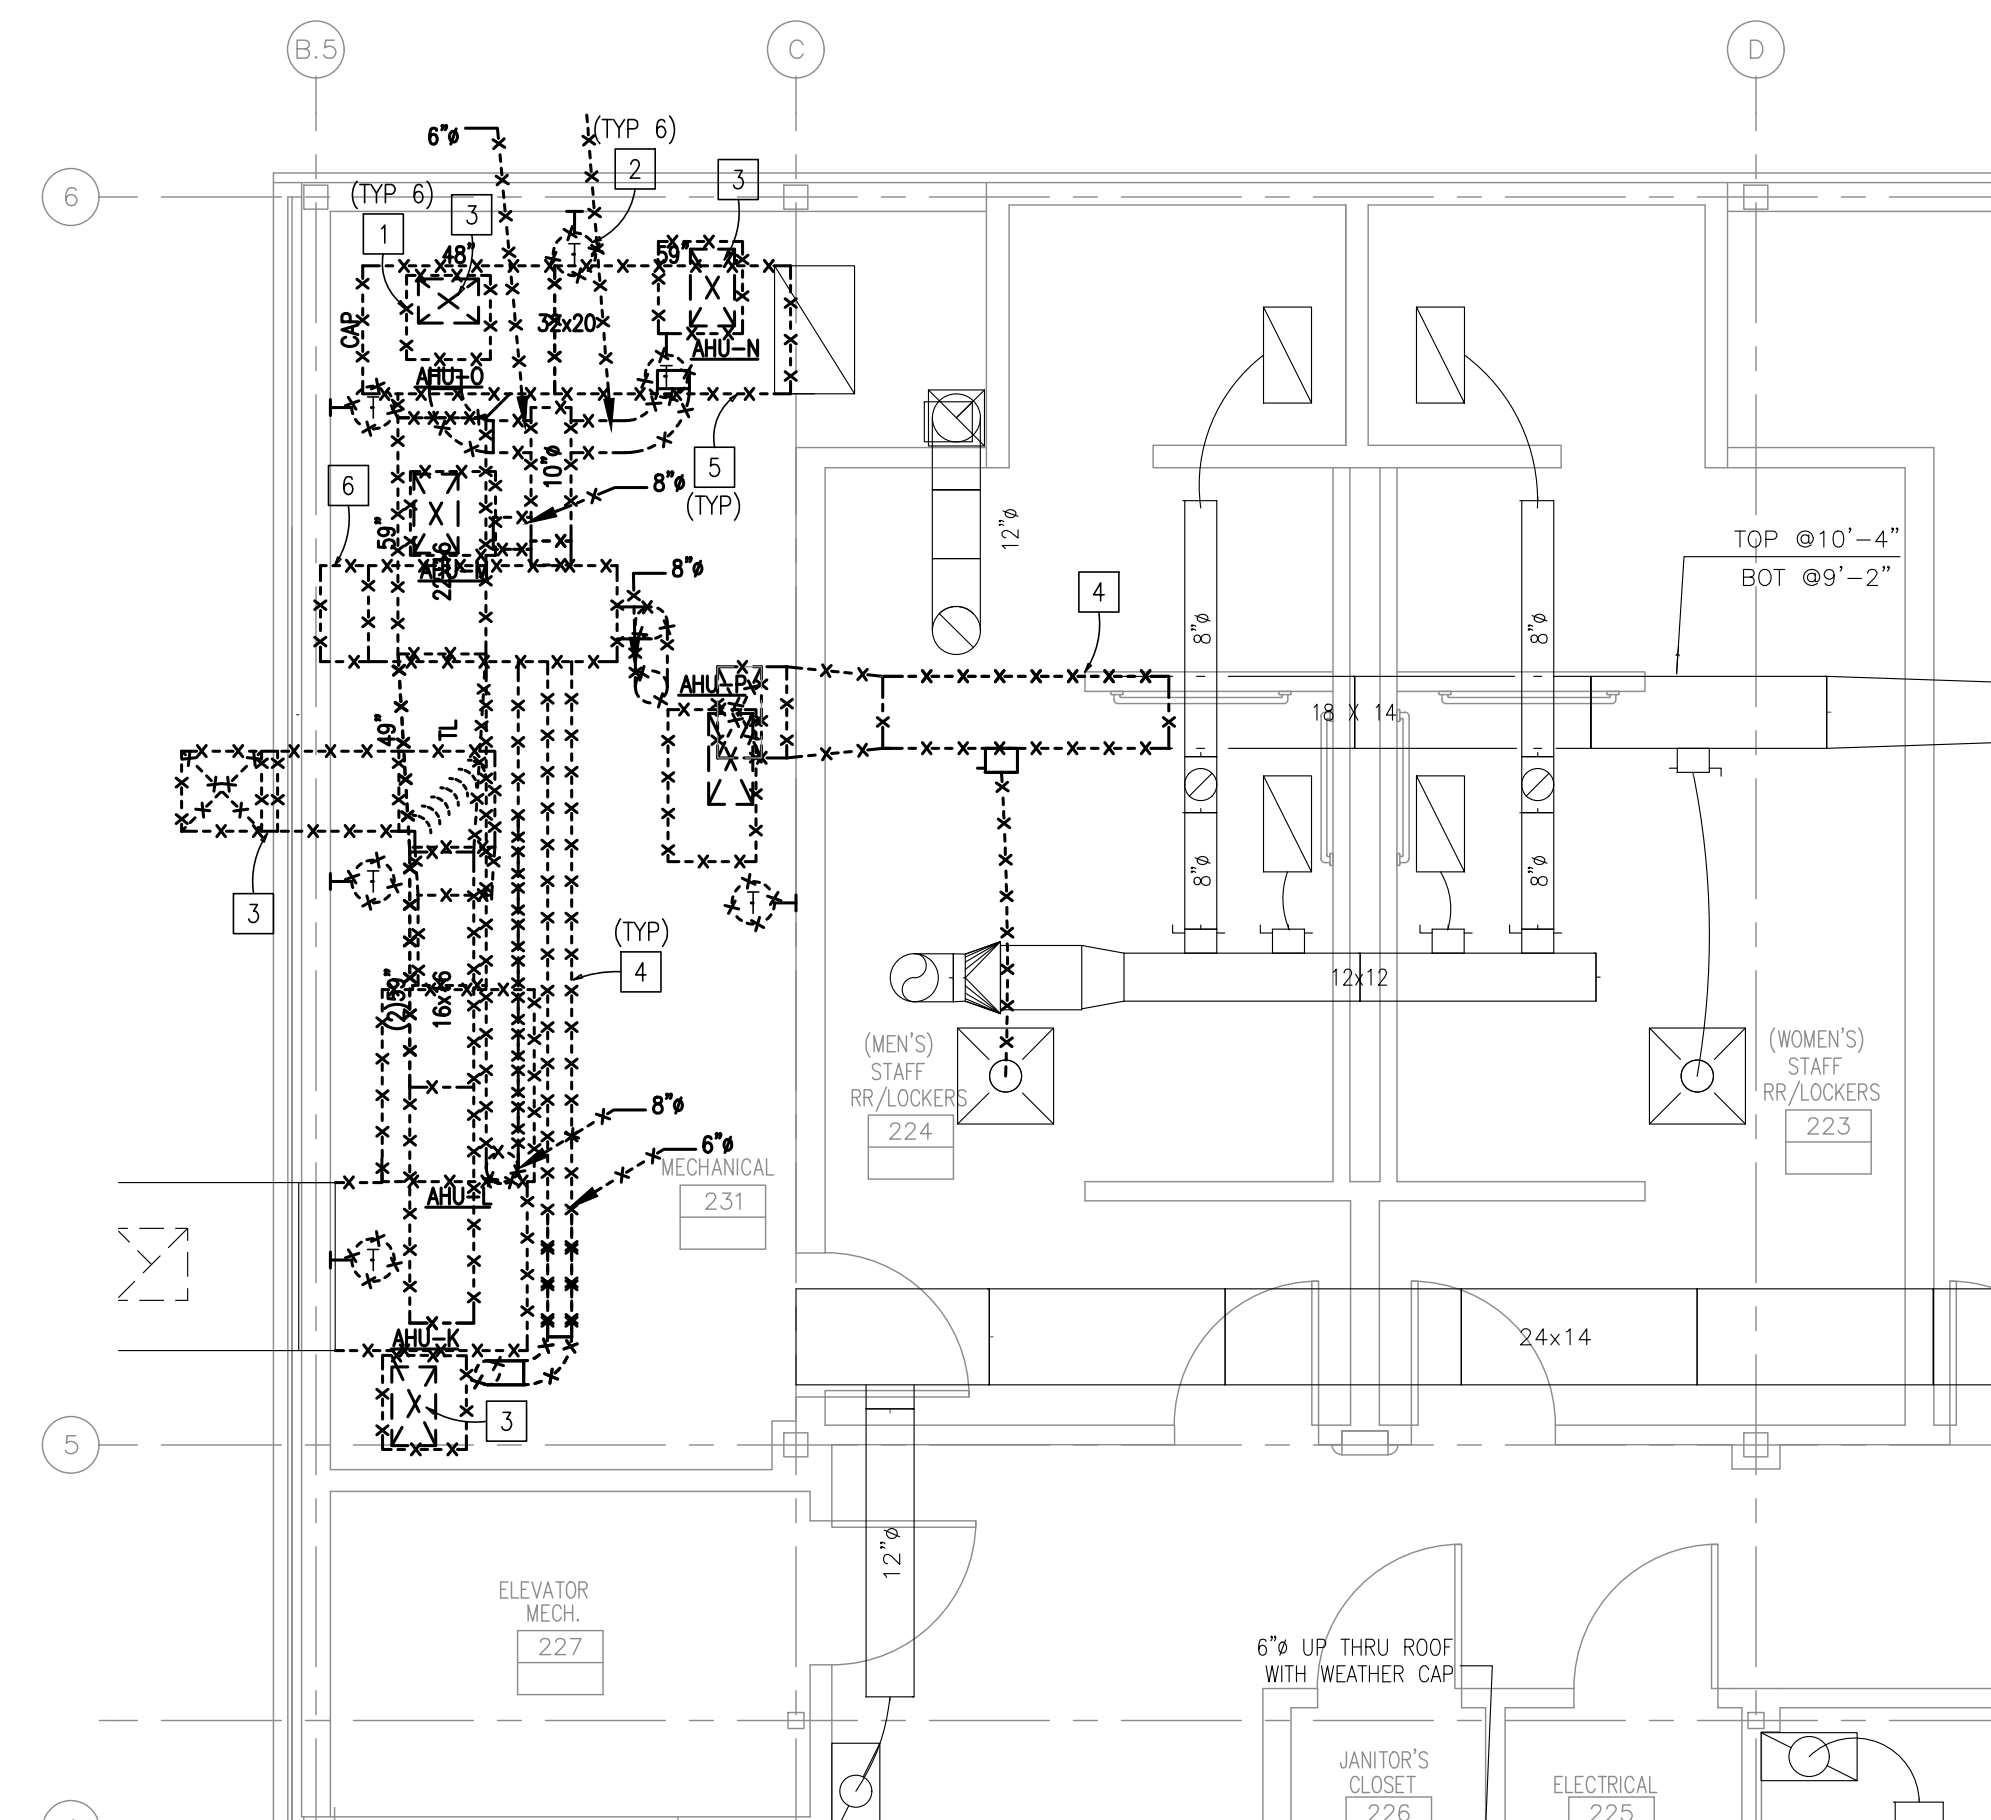 B.5
C
D
6"ø
(TYP 6)
2
3
6
(TYP 6)
3
1
48"
T
59"
CAP
32x20
AHU-N
AHU-O
T
T
5
(TYP)
10"ø
8"ø
6
59"
12"ø
TOP @10'-4"
BOT @9'-2"
8"ø
4
8"ø
8"ø
AHU-P
18 X 14
49"
TL
T
8"ø
8"ø
T
3
(TYP)
4
12x12
(2)59"
(MEN'S)
STAFF
RR/LOCKERS
224
(WOMEN'S)
STAFF
RR/LOCKERS
223
8"ø
6"ø
MECHANICAL
231
AHU-L
T
AHU-K
24x14
3
5
12"ø
ELEVATOR
MECH.
227
6"ø UP THRU ROOF
WITH WEATHER CAP
JANITOR'S
CLOSET
226
ELECTRICAL
225